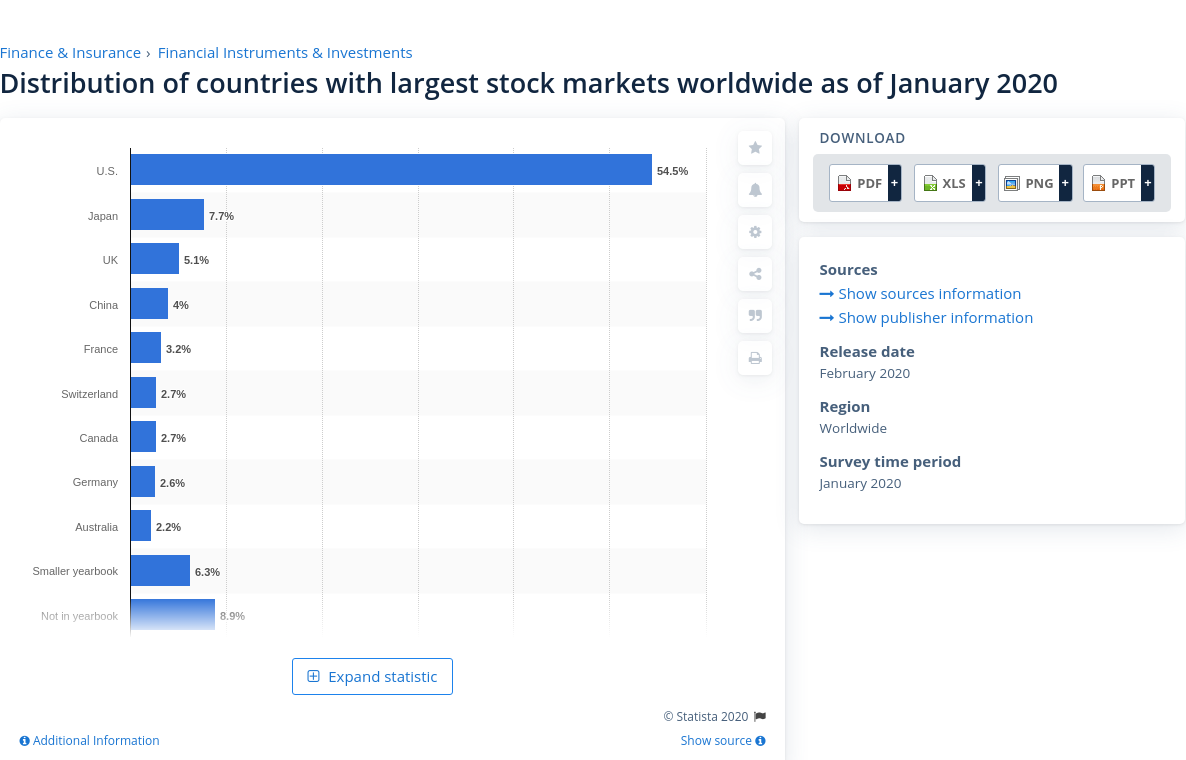 Finance & Insurance › Financial Instruments & Investments
Distribution of countries with largest stock markets worldwide as of January 2020
U.S. 54.5%
Japan 7.7%
UK 5.1%
China 4%
France 3.2%
Switzerland 2.7%
Canada 2.7%
Germany 2.6%
Australia 2.2%
Smaller yearbook 6.3%
Not in yearbook 8.9%
Expand statistic
© Statista 2020
Additional Information
Show source
DOWNLOAD
PDF + XLS + PNG + PPT +
Sources
Show sources information
Show publisher information
Release date
February 2020
Region
Worldwide
Survey time period
January 2020